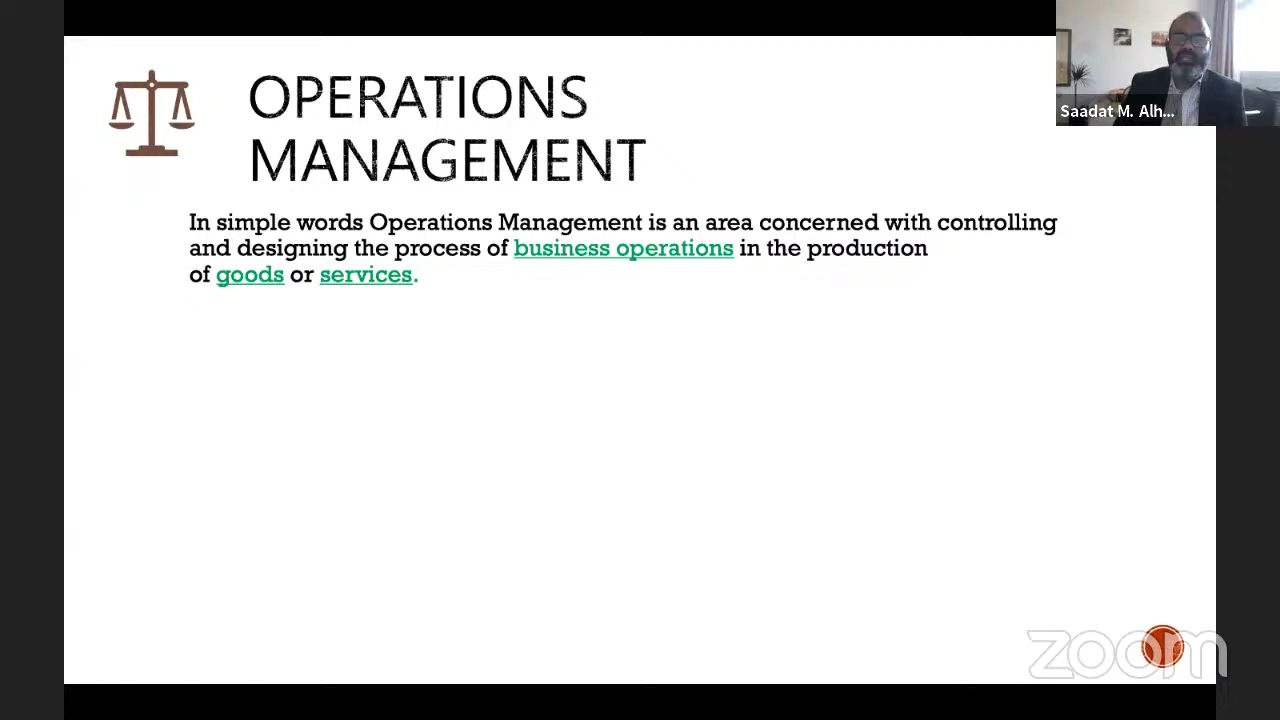 OPERATIONS
MANAGEMENT
In simple words Operations Management is an area concerned with controlling
and designing the process of business operations in the production
of goods or services.
Saadat M. Alh...
zoom